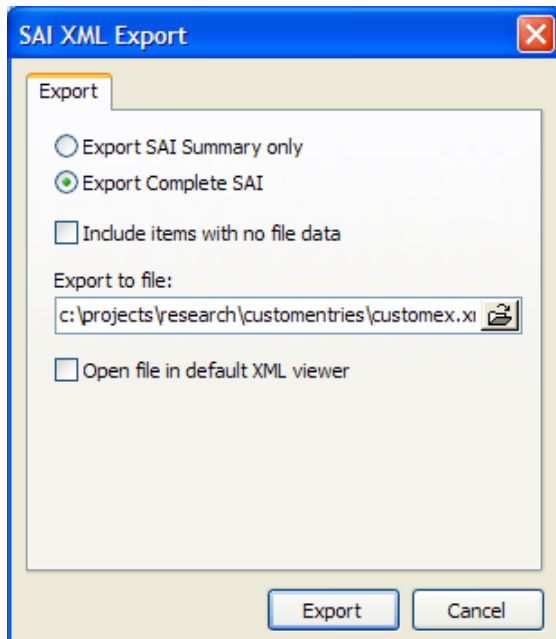 SAI XML Export
Export
Export SAI Summary only
Export Complete SAI
Include items with no file data
Export to file:
c:\projects\research\customentries\customex.x
Open file in default XML viewer
Export Cancel